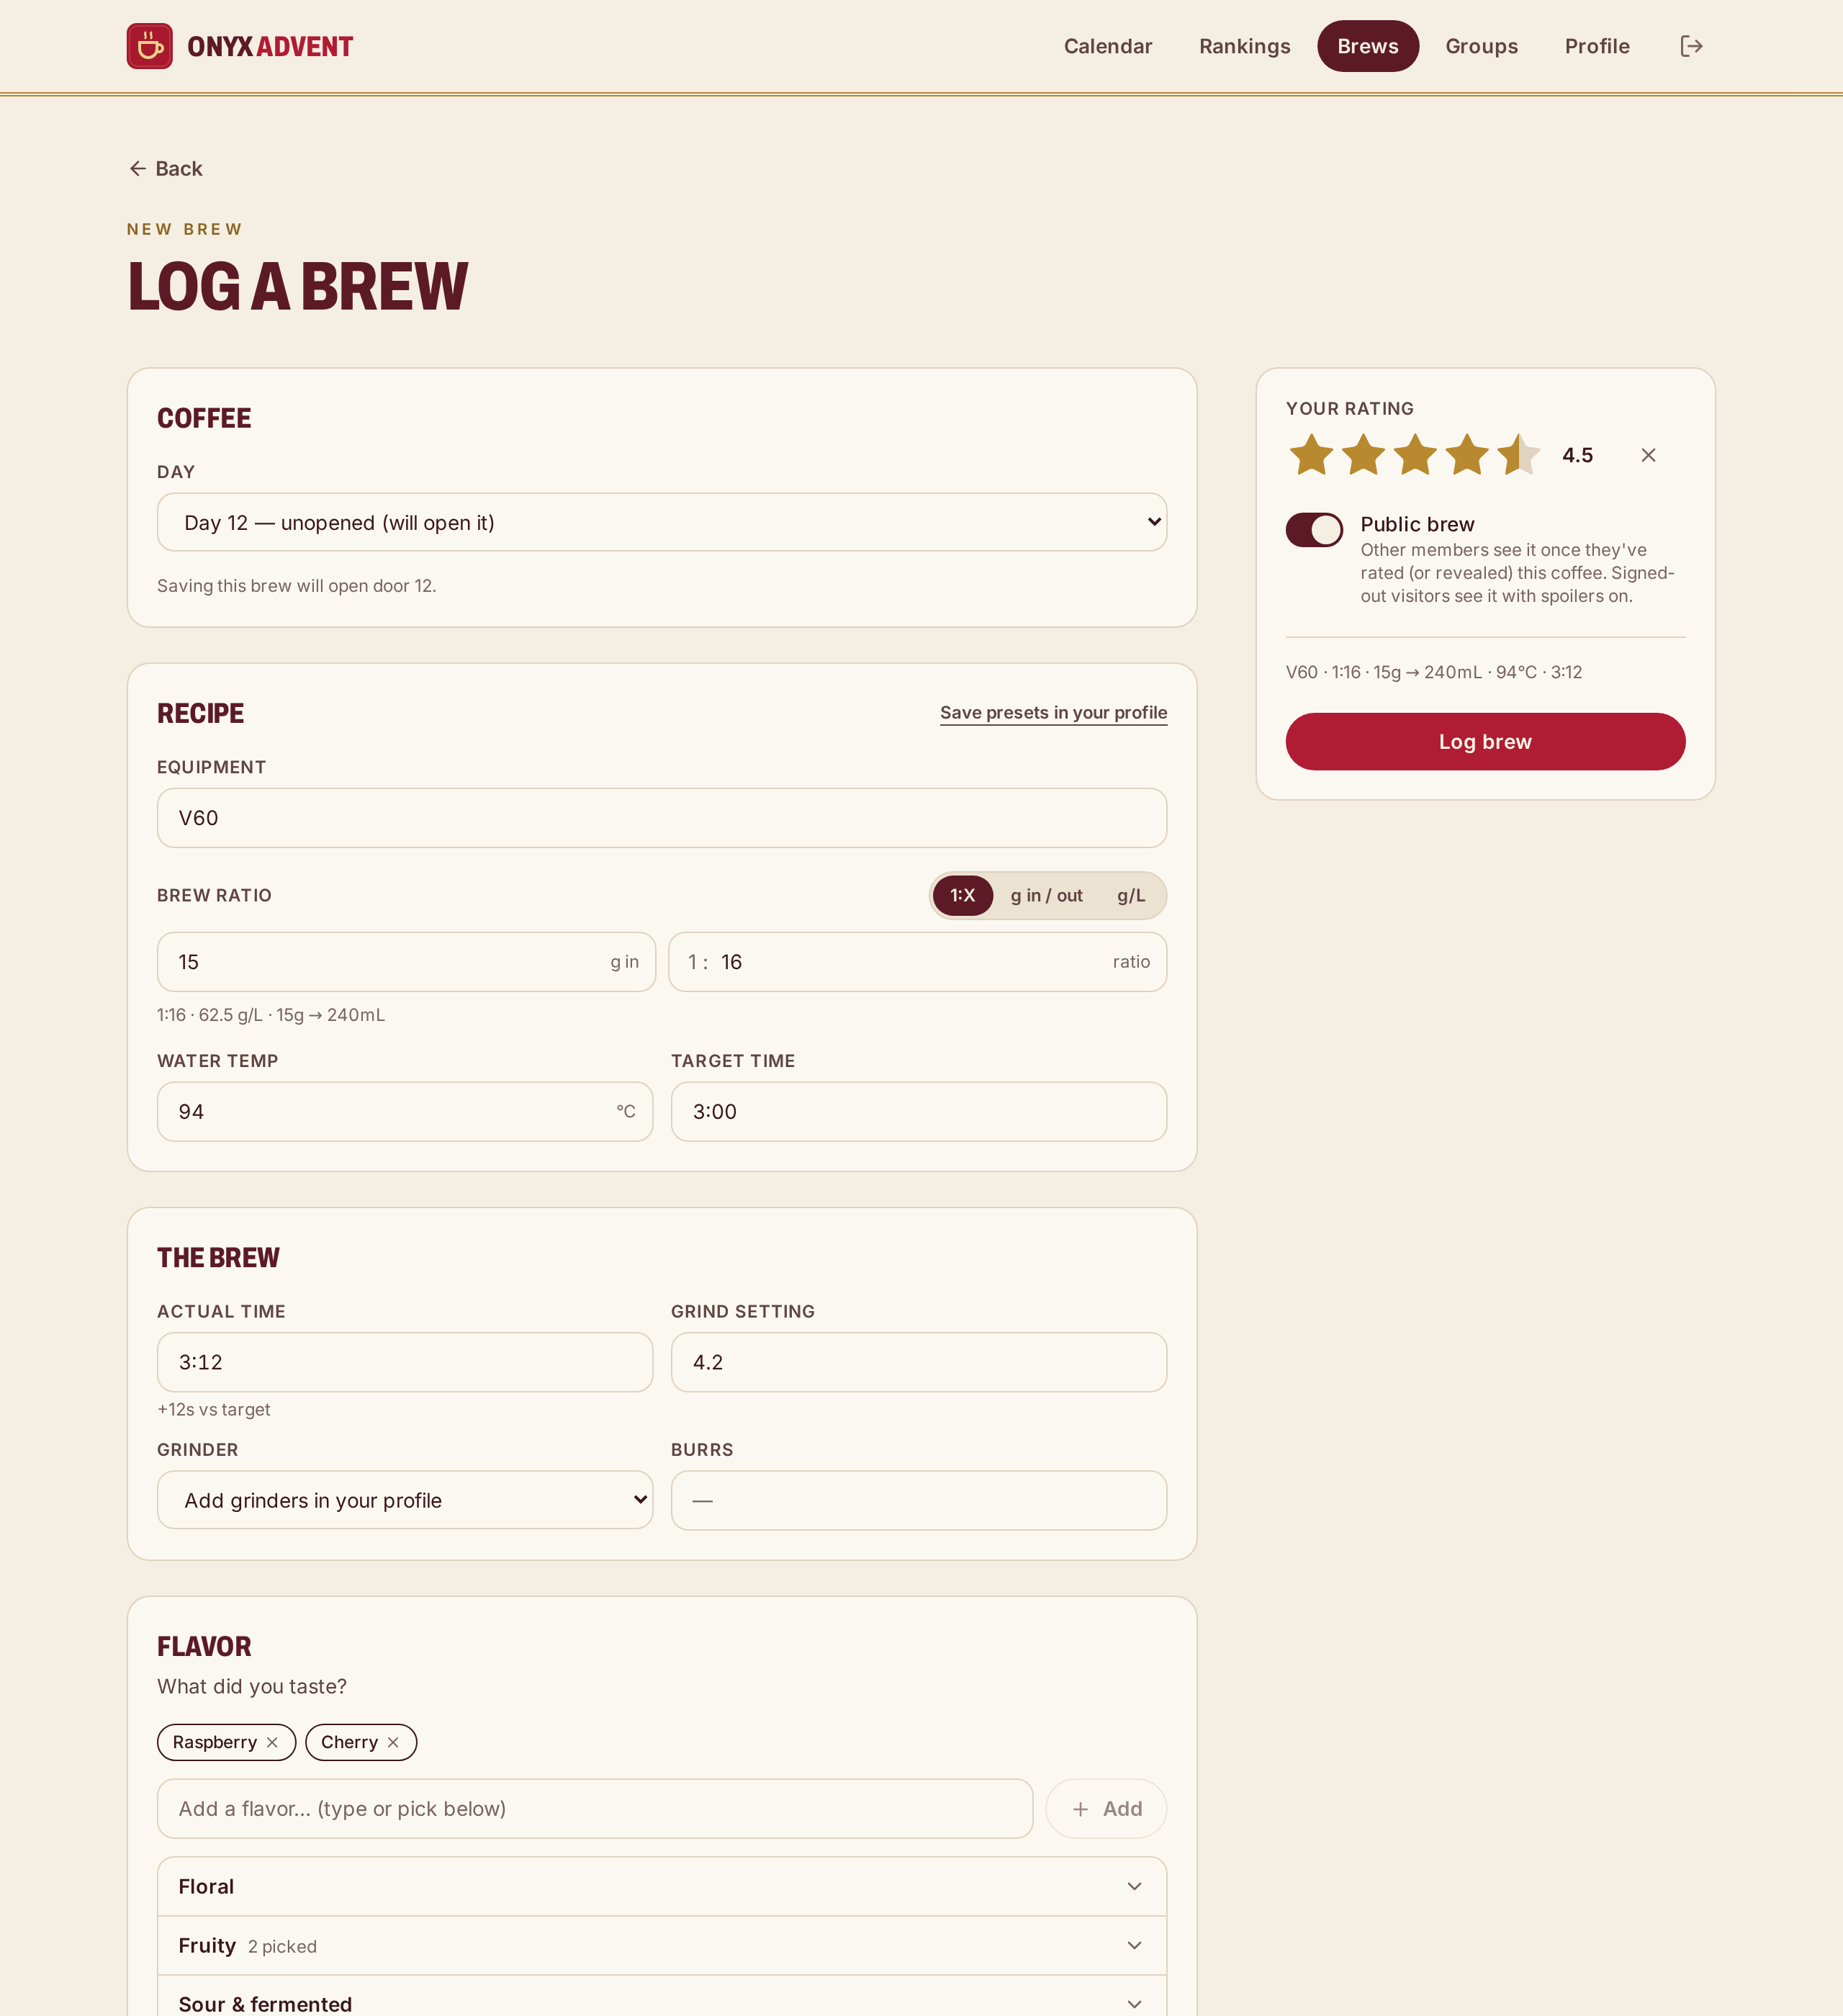 ONYX ADVENT
Calendar
Rankings
Brews
Groups
Profile
Back
NEW BREW
LOG A BREW
COFFEE
DAY
Day 12 — unopened (will open it)
Saving this brew will open door 12.
RECIPE
Save presets in your profile
EQUIPMENT
V60
BREW RATIO
1:X
g in / out
g/L
15
g in
1 : 16
ratio
1:16 · 62.5 g/L · 15g → 240mL
WATER TEMP
TARGET TIME
94
°C
3:00
THE BREW
ACTUAL TIME
GRIND SETTING
3:12
4.2
+12s vs target
GRINDER
BURRS
Add grinders in your profile
—
FLAVOR
What did you taste?
Raspberry
Cherry
Add a flavor... (type or pick below)
Add
Floral
Fruity 2 picked
Sour & fermented
YOUR RATING
4.5
Public brew
Other members see it once they've
rated (or revealed) this coffee. Signed-
out visitors see it with spoilers on.
V60 · 1:16 · 15g → 240mL · 94°C · 3:12
Log brew